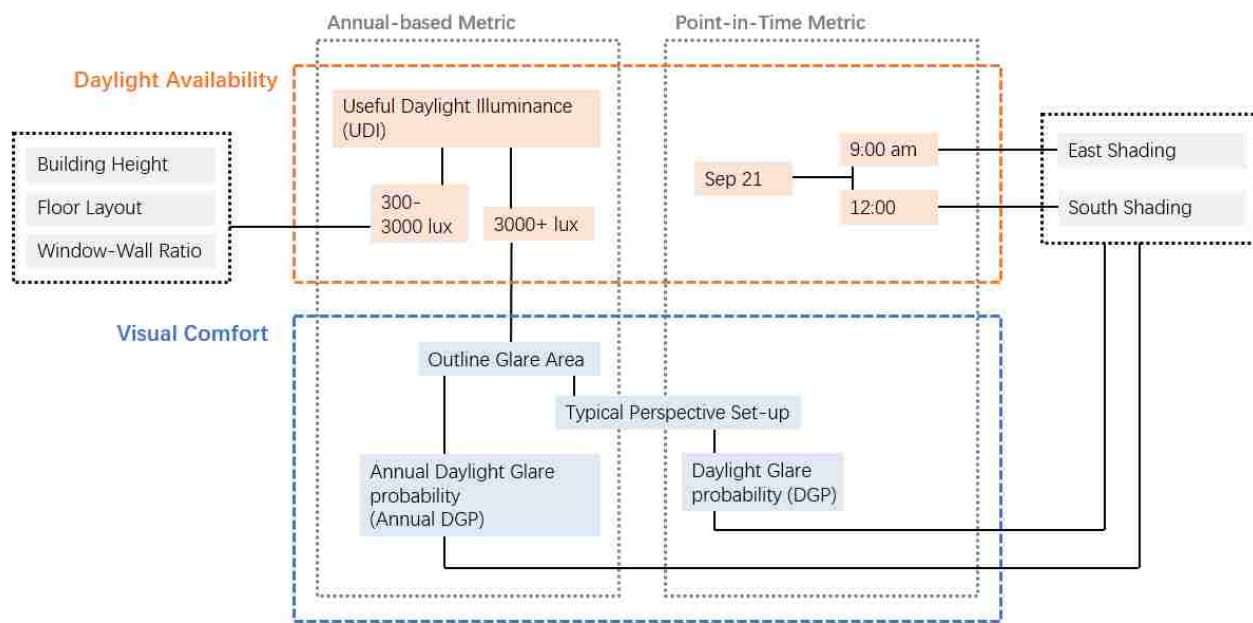 Annual-based Metric
Point-in-Time Metric
Daylight Availability
Useful Daylight Illuminance
(UDI)
Building Height
Floor Layout
Window-Wall Ratio
300-
3000 lux
3000+ lux
Sep 21
9:00 am
12:00
East Shading
South Shading
Visual Comfort
Outline Glare Area
Typical Perspective Set-up
Annual Daylight Glare
probability
(Annual DGP)
Daylight Glare
probability (DGP)